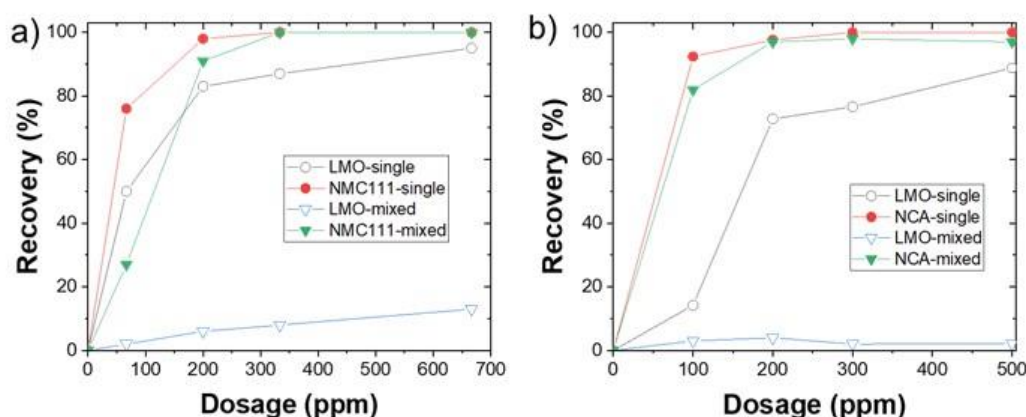 a)
Recovery (%)
100
80
60
40
20
0
LMO-single
NMC111-single
LMO-mixed
NMC111-mixed
0 100 200 300 400 500 600 700
Dosage (ppm)
b)
Recovery (%)
100
80
60
40
20
0
LMO-single
NCA-single
LMO-mixed
NCA-mixed
0 100 200 300 400 500
Dosage (ppm)